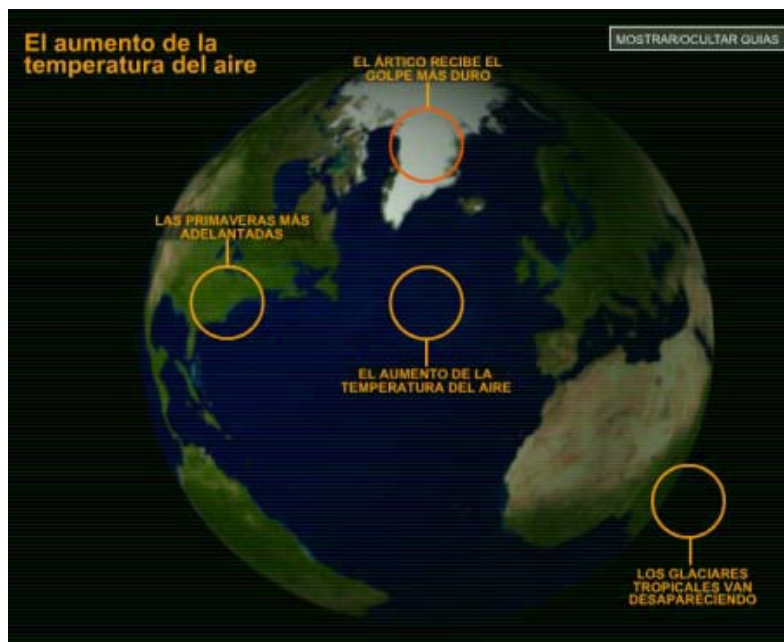 El aumento de la
temperatura del aire
MOSTRAR/OCULTAR GUIAS
EL ÁRTICO RECIBE EL
GOLPE MÁS DURO
LAS PRIMAVERAS MÁS
ADELANTADAS
EL AUMENTO DE LA
TEMPERATURA DEL AIRE
LOS GLACIARES
TROPICALES VAN
DESAPARECIENDO